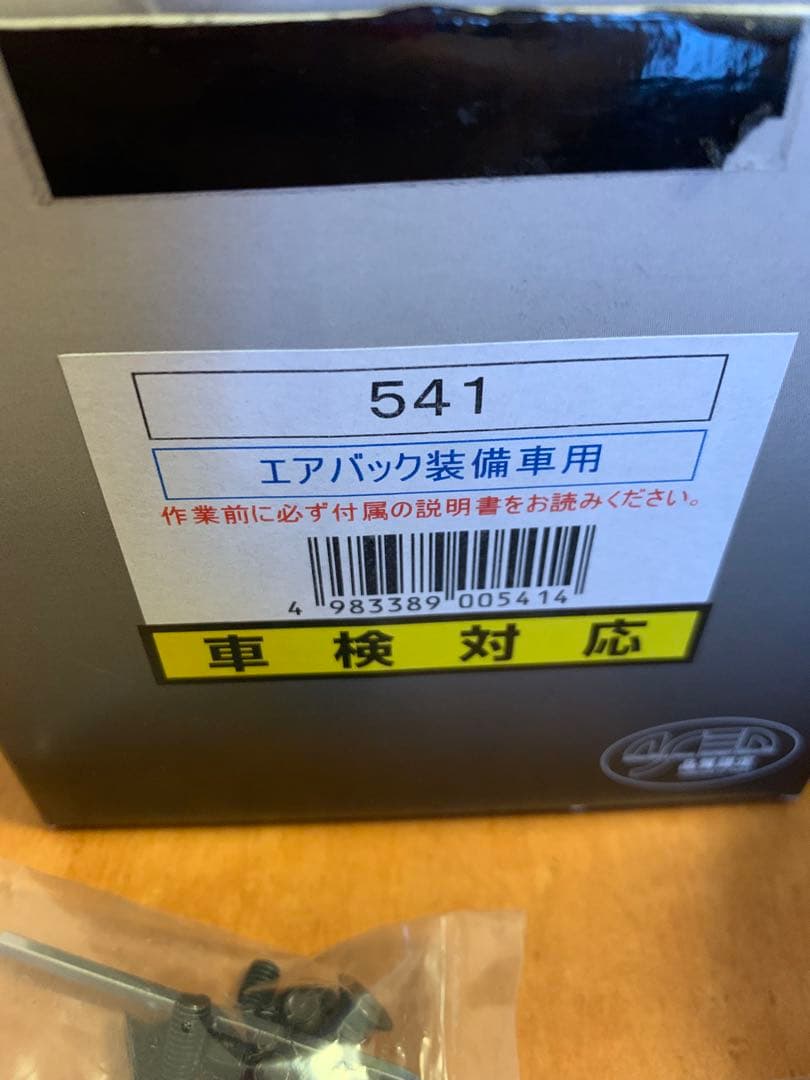 541
エアバック装備車用
作業前に必ず付属の説明書をお読みください。
4 983389 005414
車検対応